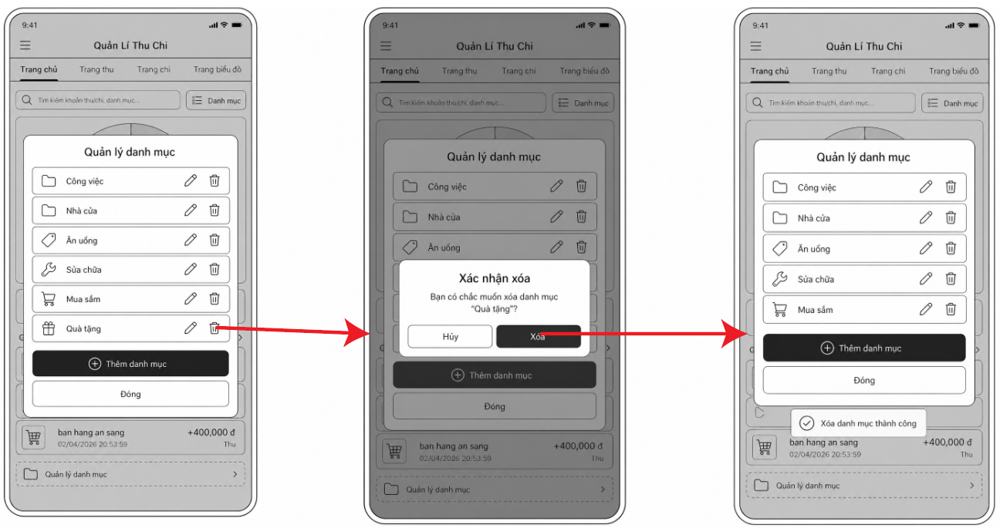 9:41
Quản Lí Thu Chi
Trang chủ Trang thu Trang chi Trang biểu đồ
Tìm kiếm khoản thu/chi, danh mục... Danh mục
Quản lý danh mục
Công việc
Nhà cửa
Ăn uống
Sửa chữa
Mua sắm
Quà tặng
Thêm danh mục
Đóng
ban hang an sang +400,000 đ
02/04/2026 20:53:59 Thu
Quản lý danh mục
9:41
Quản Lí Thu Chi
Trang chủ Trang thu Trang chi Trang biểu đồ
Tìm kiếm khoản thu/chi, danh mục... Danh mục
Quản lý danh mục
Công việc
Nhà cửa
Ăn uống
Xác nhận xóa
Bạn có chắc muốn xóa danh mục
“Quà tặng”?
Hủy Xóa
Thêm danh mục
Đóng
ban hang an sang +400,000 đ
02/04/2026 20:53:59 Thu
Quản lý danh mục
9:41
Quản Lí Thu Chi
Trang chủ Trang thu Trang chi Trang biểu đồ
Tìm kiếm khoản thu/chi, danh mục... Danh mục
Quản lý danh mục
Công việc
Nhà cửa
Ăn uống
Sửa chữa
Mua sắm
Thêm danh mục
Đóng
Xóa danh mục thành công
ban hang an sang +400,000 đ
02/04/2026 20:53:59 Thu
Quản lý danh mục